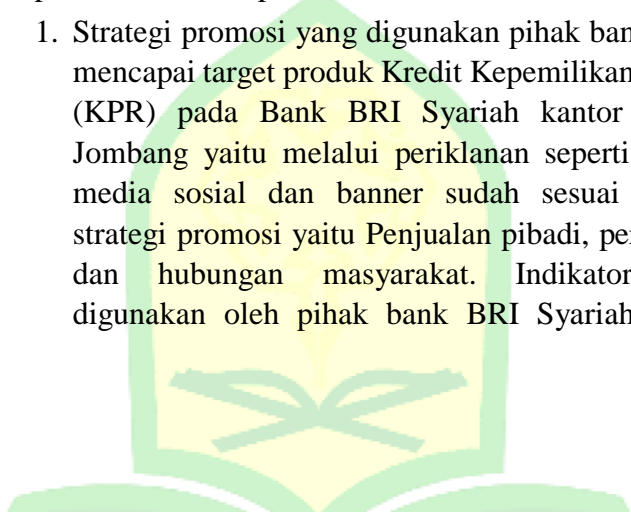 1. Strategi promosi yang digunakan pihak ban
mencapai target produk Kredit Kepemilikan
(KPR) pada Bank BRI Syariah kantor
Jombang yaitu melalui periklanan seperti
media sosial dan banner sudah sesuai
strategi promosi yaitu Penjualan pibadi, per
dan hubungan masyarakat. Indikator
digunakan oleh pihak bank BRI Syariah